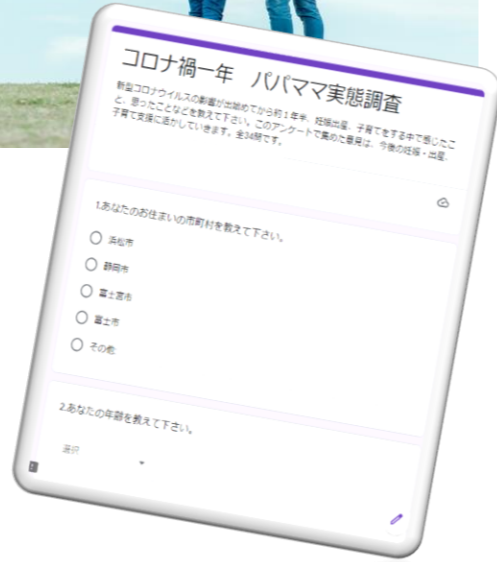 コロナ禍一年　パパママ実態調査
新型コロナウイルスの影響が出始めてから約1年半、妊娠出産、子育てをする中で感じたこ
と、思ったことなどを教えて下さい。このアンケートで集めた意見は、今後の妊娠・出産、
子育て支援に活かしていきます。全34問です。
1.あなたのお住まいの市町村を教えて下さい。
浜松市
静岡市
富士宮市
富士市
その他:
2.あなたの年齢を教えて下さい。
選択